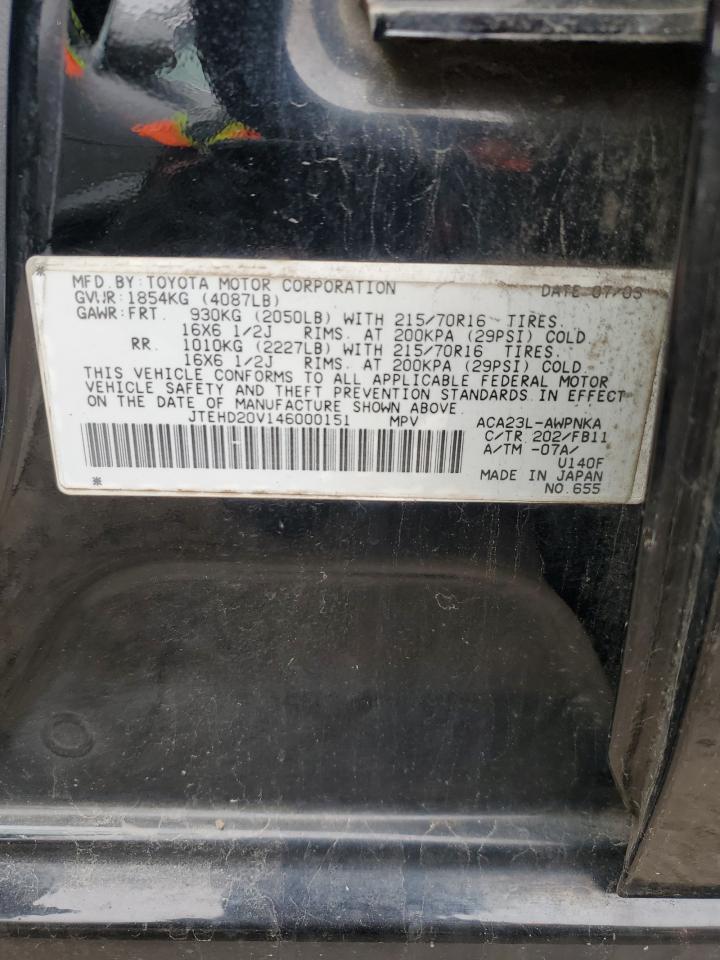 MFD.BY:TOYOTA MOTOR CORPORATION DATE 07/03
GVWR:1854KG (4087LB)
GAWR:FRT. 930KG (2050LB) WITH 215/70R16 TIRES.
16X6 1/2J RIMS. AT 200KPA (29PSI) COLD
RR. 1010KG (2227LB) WITH 215/70R16 TIRES.
16X6 1/2J RIMS. AT 200KPA (29PSI) COLD
THIS VEHICLE CONFORMS TO ALL APPLICABLE FEDERAL MOTOR
VEHICLE SAFETY AND THEFT PREVENTION STANDARDS IN EFFECT
ON THE DATE OF MANUFACTURE SHOWN ABOVE.
JTEHD20V146000151 MPV ACA23L-AWPNKA
C/TR 202/FB11
A/TM -07A/
U140F
MADE IN JAPAN
NO.655